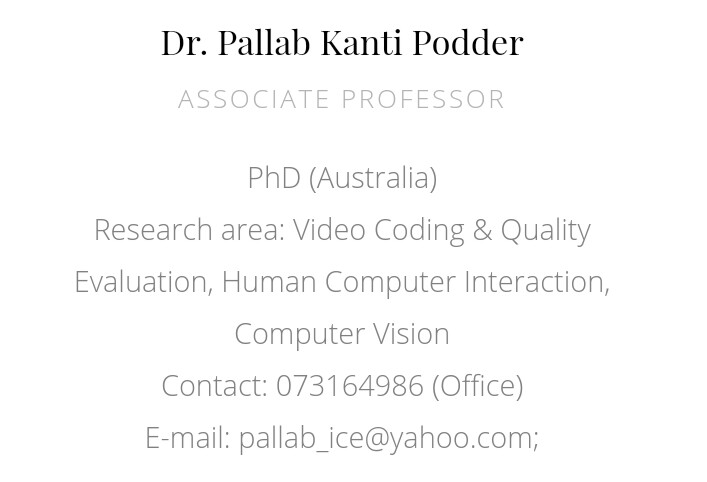 Dr. Pallab Kanti Podder
ASSOCIATE PROFESSOR
PhD (Australia)
Research area: Video Coding & Quality
Evaluation, Human Computer Interaction,
Computer Vision
Contact: 073164986 (Office)
E-mail: pallab_ice@yahoo.com;